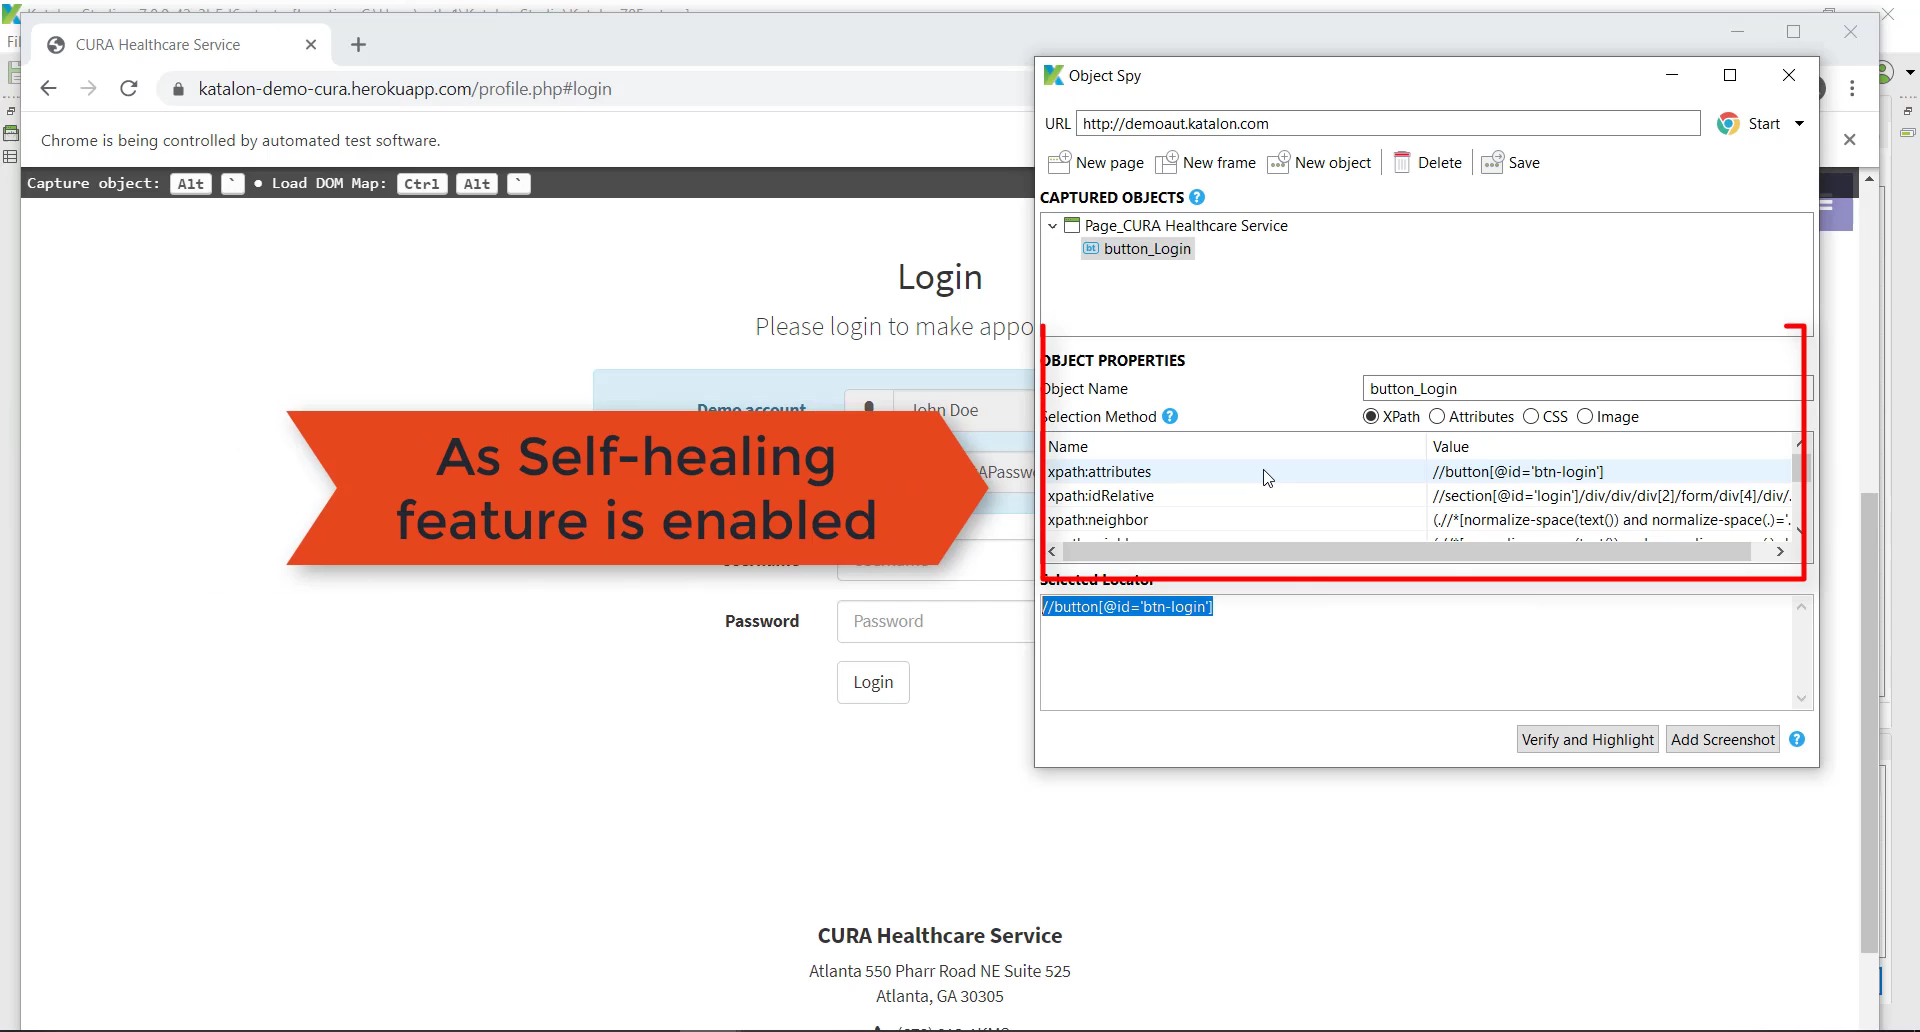 CURA Healthcare Service
katalon-demo-cura.herokuapp.com/profile.php#login
Chrome is being controlled by automated test software.
Capture object: Alt ` ● Load DOM Map: Ctrl Alt `
Login
Please login to make appo
Demo account
John Doe
As Self-healing
feature is enabled
Password
Password
Login
CURA Healthcare Service
Atlanta 550 Pharr Road NE Suite 525
Atlanta, GA 30305
Object Spy
URL http://demoaut.katalon.com Start
New page New frame New object Delete Save
CAPTURED OBJECTS ?
Page_CURA Healthcare Service
bt button_Login
OBJECT PROPERTIES
Object Name button_Login
Selection Method ? XPath Attributes CSS Image
Name Value
xpath:attributes //button[@id='btn-login']
xpath:idRelative //section[@id='login']/div/div/div[2]/form/div[4]/div/.
xpath:neighbor (.//*[normalize-space(text()) and normalize-space(.)='.
Selected Locator
//button[@id='btn-login']
Verify and Highlight Add Screenshot ?